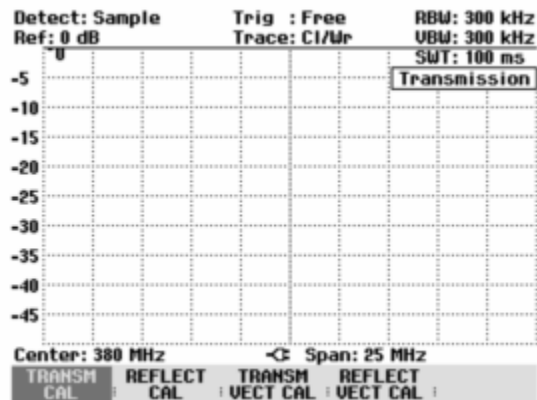 Detect: Sample Trig : Free RBW: 300 kHz
Ref: 0 dB Trace: Cl/Wr VBW: 300 kHz
SWT: 100 ms
0
Transmission
-5
-10
-15
-20
-25
-30
-35
-40
-45
Center: 380 MHz Span: 25 MHz
TRANSM CAL REFLECT CAL TRANSM VECT CAL REFLECT VECT CAL